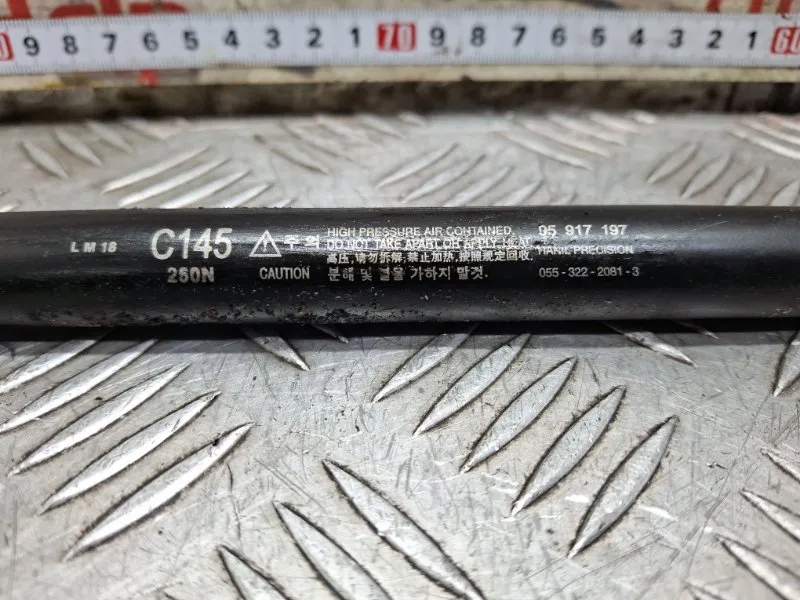 0 9 8 7 6 5 4 3 2 1 70 9 8 7 6 5 4 3 2 1 60
LM18
C145
250N
주의
CAUTION
HIGH PRESSURE AIR CONTAINED.
DO NOT TAKE APART OR APPLY HEAT
高压,请勿拆解,禁止加热,按照规定回收.
분해 및 열을 가하지 말것.
95 917 197
HANIL PRECISION
055-322-2081-3